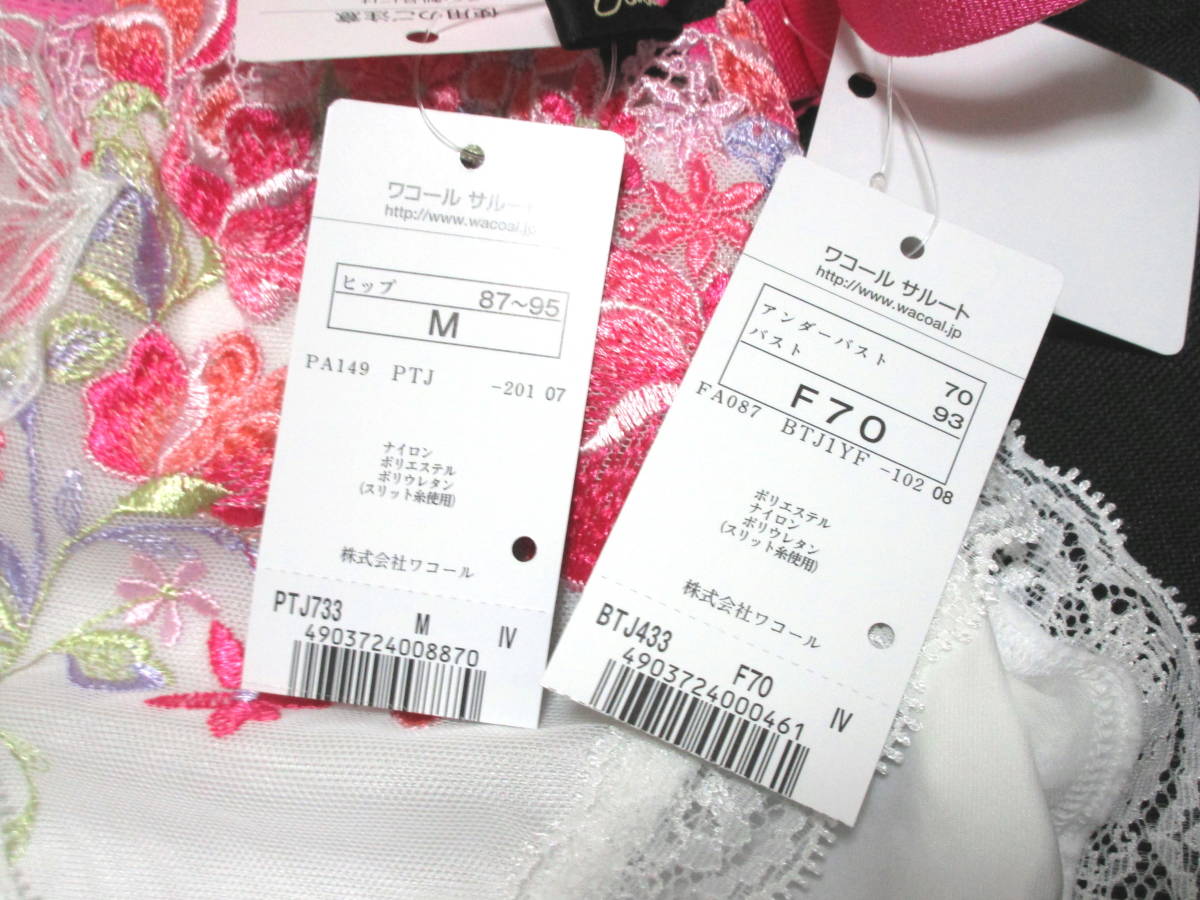 使用のご注意
ワコール サルート
http://www.wacoal.jp
ヒップ 87～95
M
PA149 PTJ -201 07
ナイロン
ポリエステル
ポリウレタン
(スリット糸使用)
株式会社ワコール
PTJ733 M IV
4903724008870
ワコール サルート
http://www.wacoal.jp
アンダーバスト 70
バスト 93
F70
FA087 BTJ1YF -102 08
ポリエステル
ナイロン
ポリウレタン
(スリット糸使用)
株式会社ワコール
BTJ433 F70 IV
4903724000461